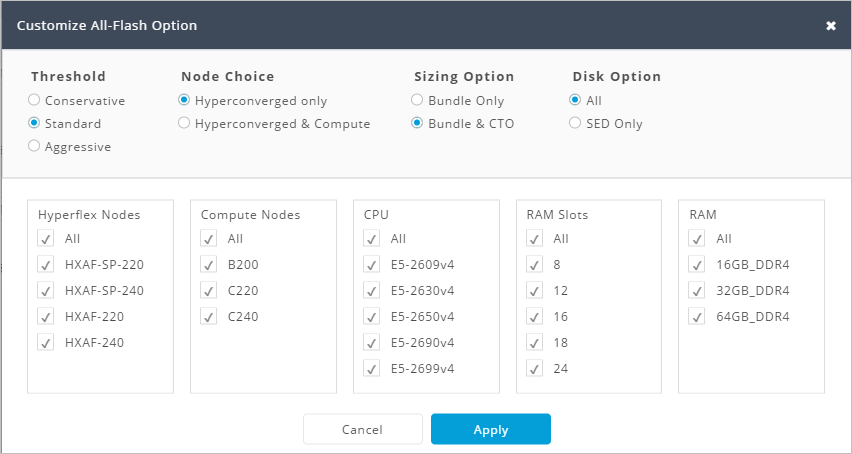 Customize All-Flash Option
Threshold
Conservative
Standard
Aggressive
Node Choice
Hyperconverged only
Hyperconverged & Compute
Sizing Option
Bundle Only
Bundle & CTO
Disk Option
All
SED Only
Hyperflex Nodes
All
HXAF-SP-220
HXAF-SP-240
HXAF-220
HXAF-240
Compute Nodes
All
B200
C220
C240
CPU
All
E5-2609v4
E5-2630v4
E5-2650v4
E5-2690v4
E5-2699v4
RAM Slots
All
8
12
16
18
24
RAM
All
16GB_DDR4
32GB_DDR4
64GB_DDR4
Cancel
Apply